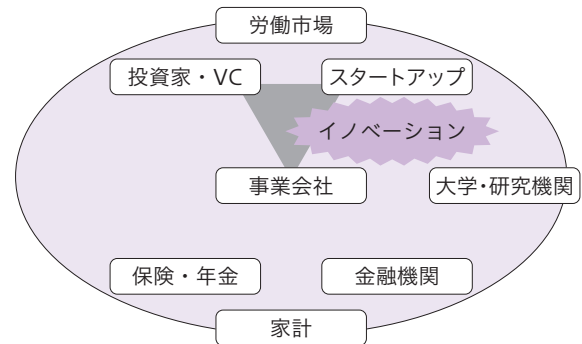 労働市場
投資家・VC
スタートアップ
イノベーション
事業会社
大学・研究機関
保険・年金
金融機関
家計